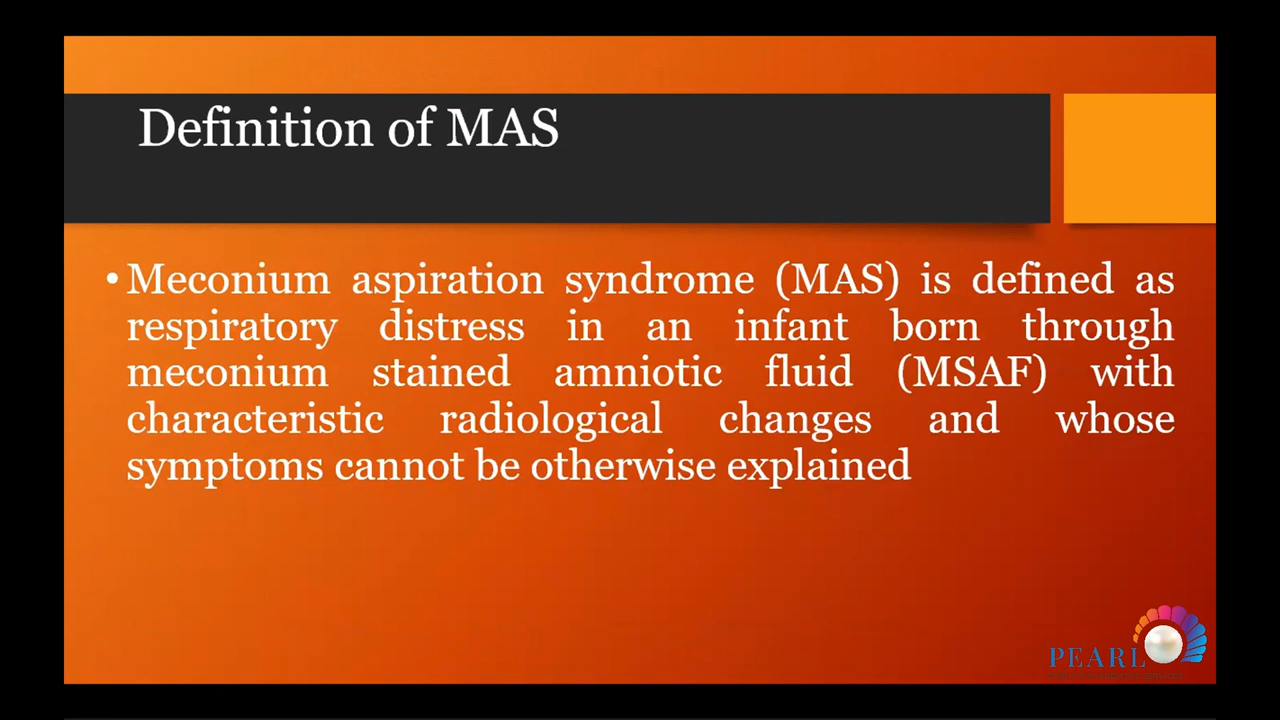 Definition of MAS
• Meconium aspiration syndrome (MAS) is defined as
respiratory distress in an infant born through
meconium stained amniotic fluid (MSAF) with
characteristic radiological changes and whose
symptoms cannot be otherwise explained
PEARL